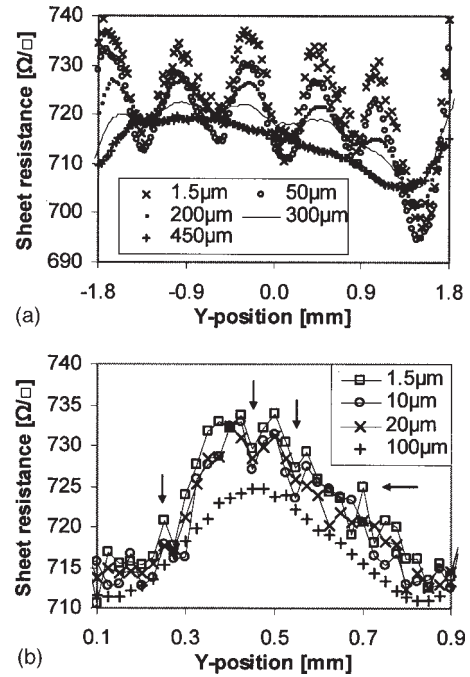 740
730
720
710
700
690
Sheet resistance [Ω/□]
× 1.5μm
50μm
200μm
300μm
+ 450μm
-1.8 -0.9 0.0 0.9 1.8
Y-position [mm]
(a)
740
735
730
725
720
715
710
Sheet resistance [Ω/□]
1.5μm
10μm
20μm
100μm
0.1 0.3 0.5 0.7 0.9
Y-position [mm]
(b)